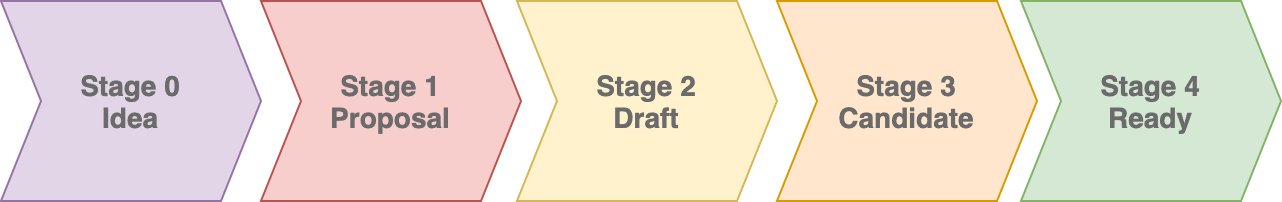 Stage 0
Idea
Stage 1
Proposal
Stage 2
Draft
Stage 3
Candidate
Stage 4
Ready